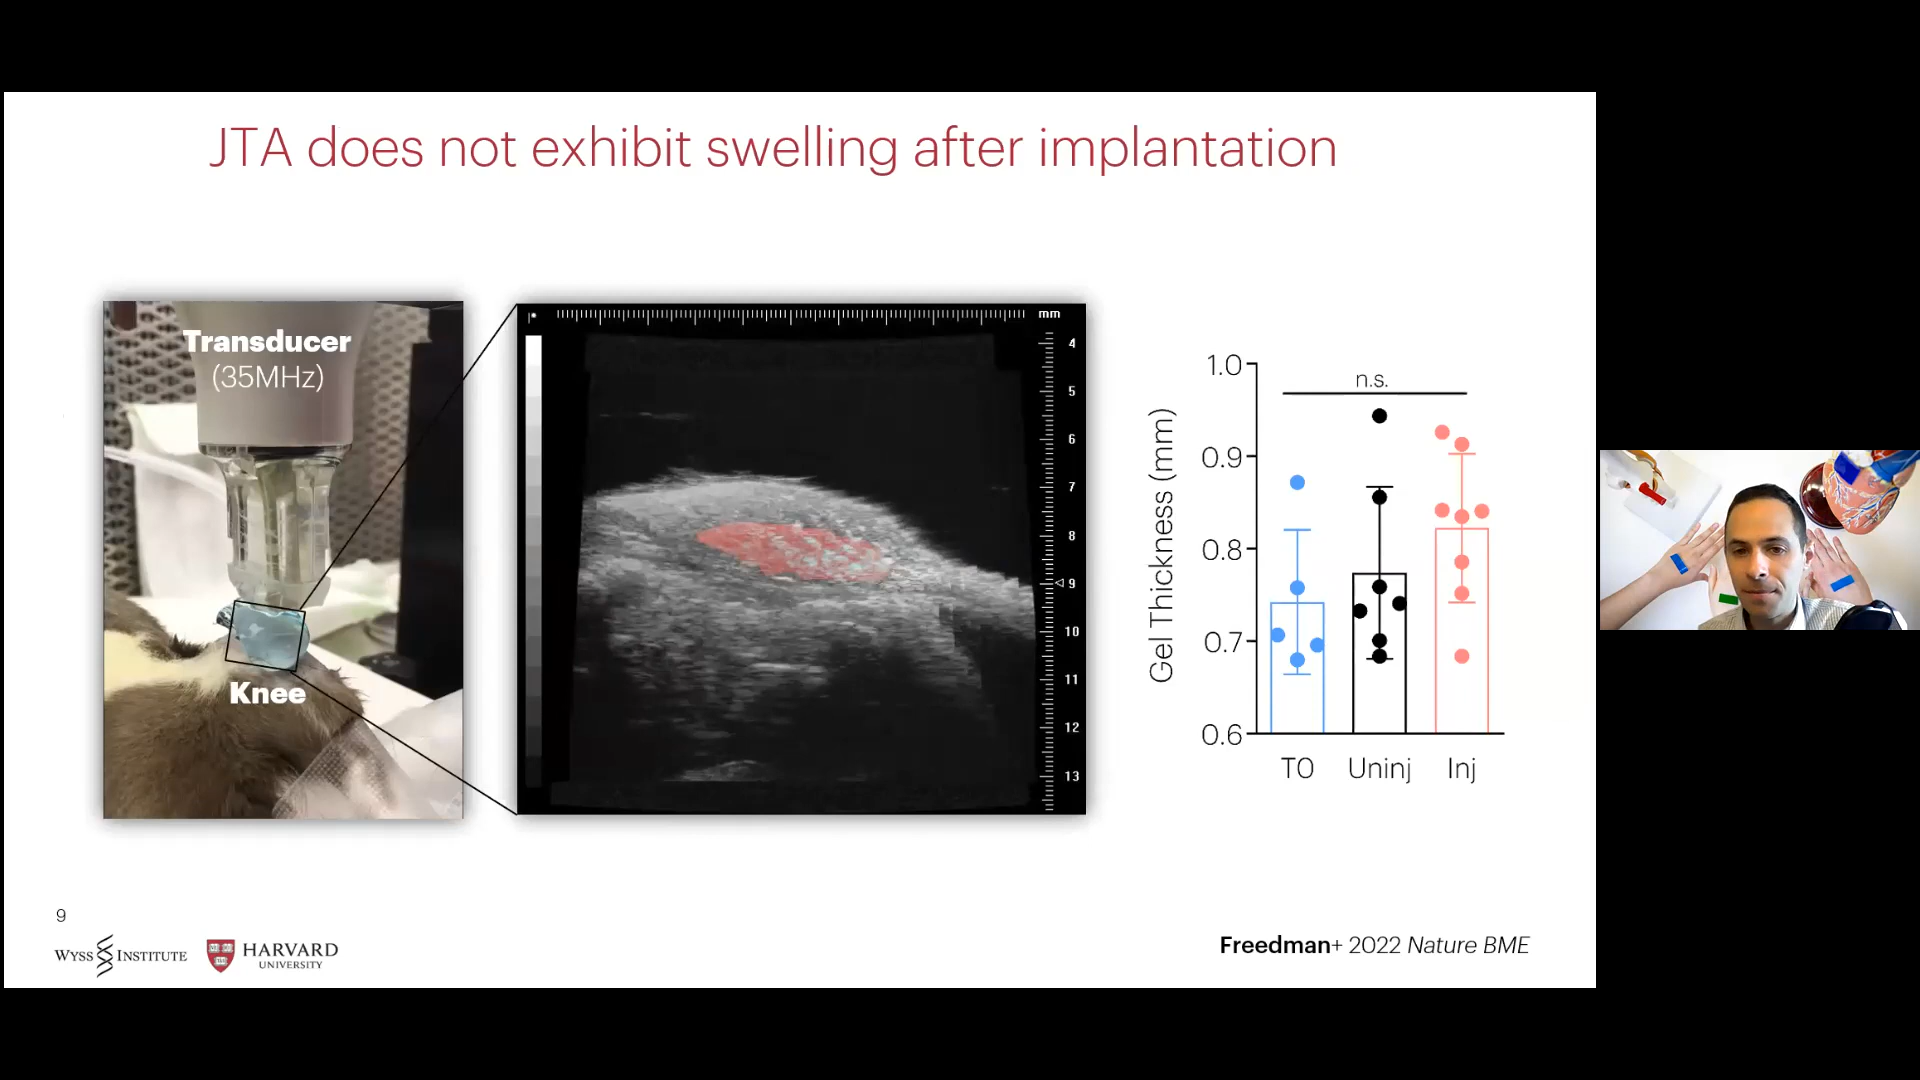 JTA does not exhibit swelling after implantation
Transducer
(35MHz)
Knee
mm
4
5
6
7
8
9
10
11
12
13
Gel Thickness (mm)
1.0
0.9
0.8
0.7
0.6
n.s.
T0 Uninj Inj
9
WYSS INSTITUTE
HARVARD
UNIVERSITY
Freedman+ 2022 Nature BME